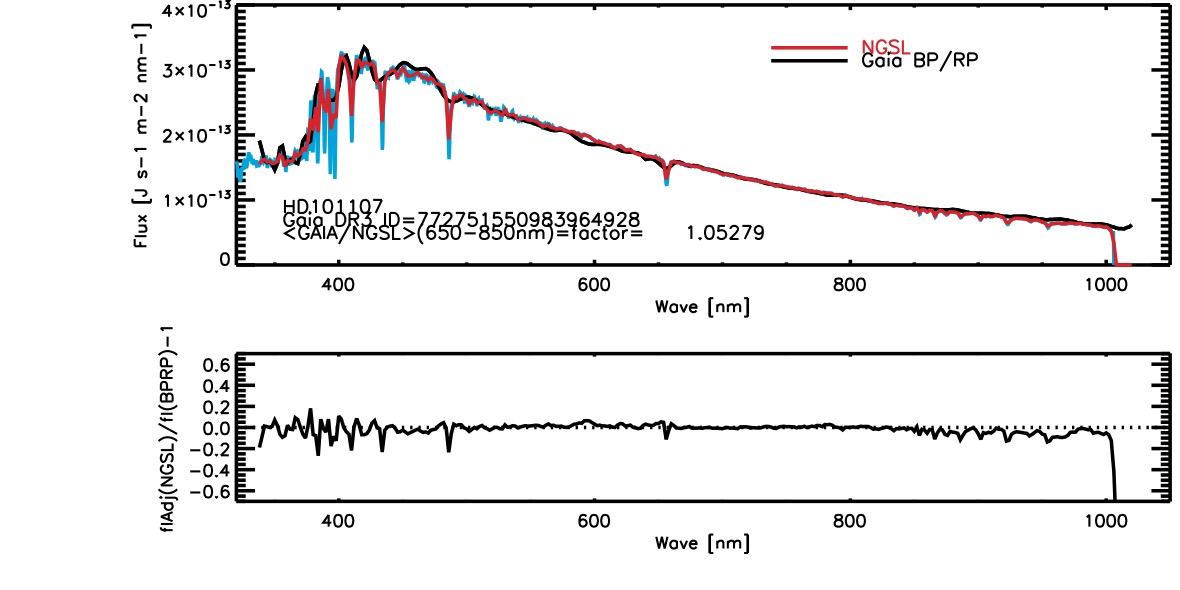 4×10⁻¹³
3×10⁻¹³
2×10⁻¹³
1×10⁻¹³
0
Flux [J s−1 m−2 nm−1]
NGSL
Gaia BP/RP
HD101107
Gaia DR3 ID=772751550983964928
<GAIA/NGSL>(650−850nm)=factor= 1.05279
400 600 800 1000
Wave [nm]
flAdj(NGSL)/fl(BPRP)−1
0.6
0.4
0.2
0.0
−0.2
−0.4
−0.6
400 600 800 1000
Wave [nm]